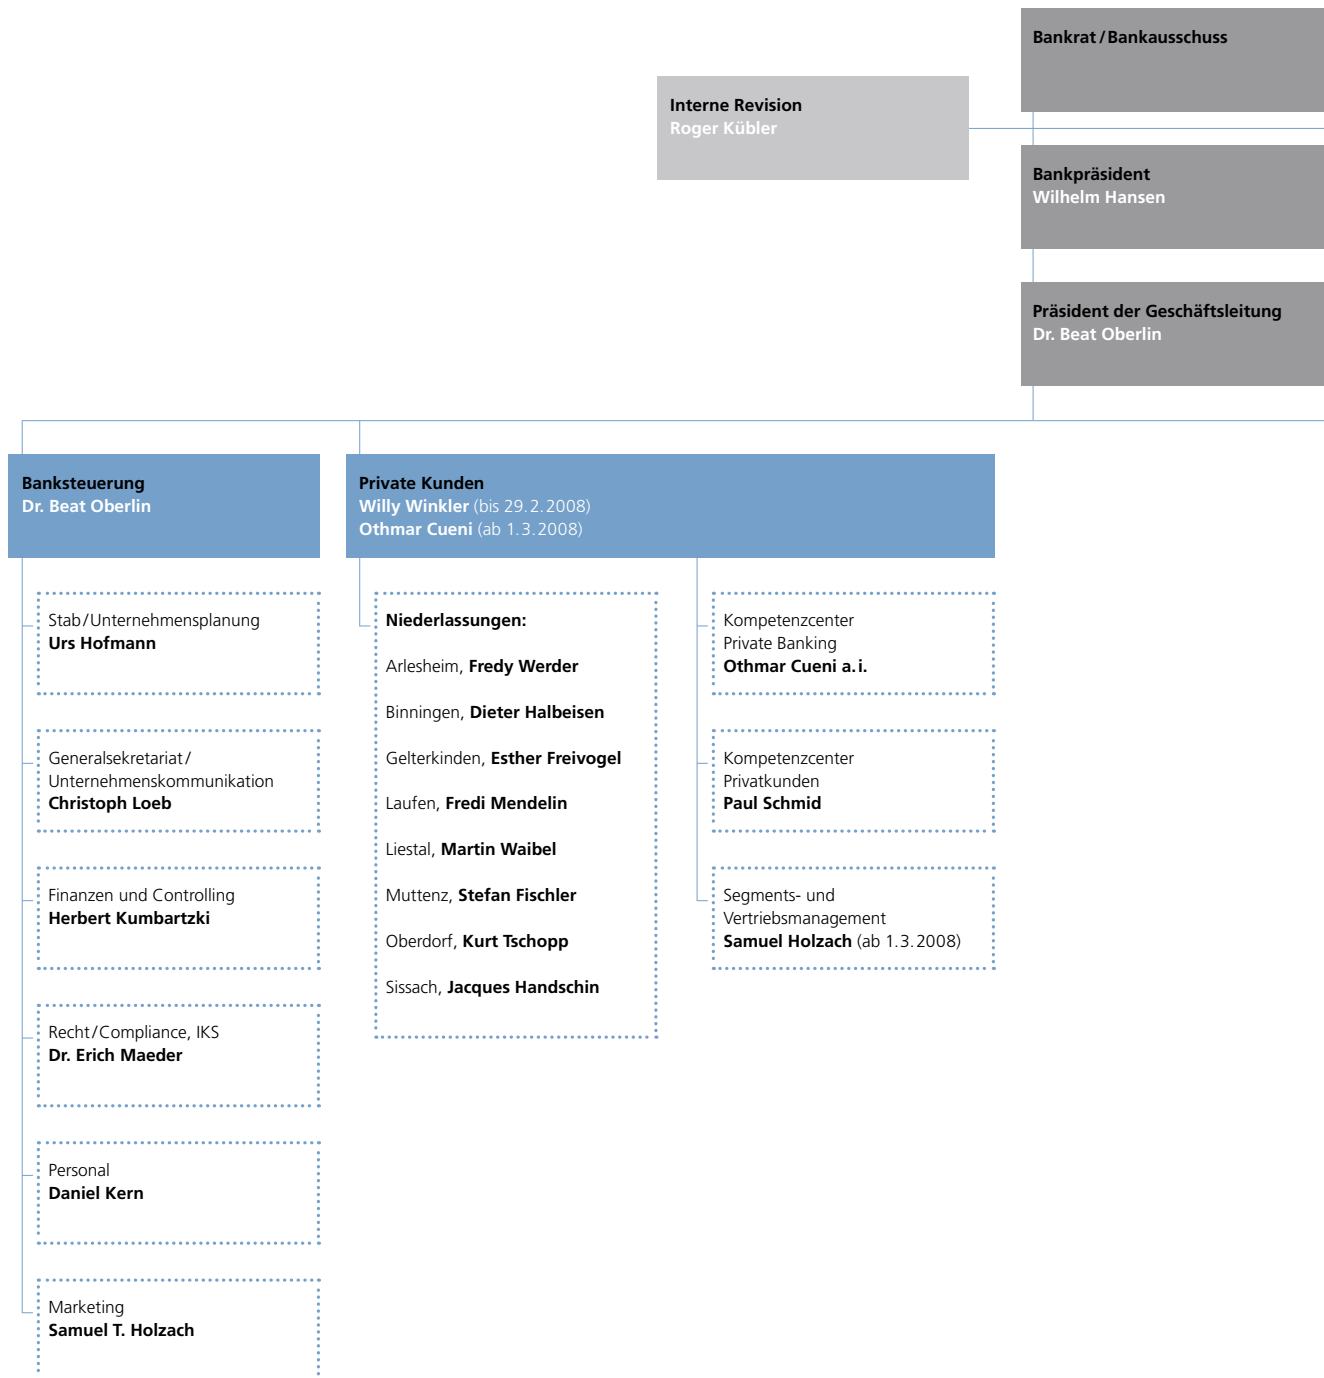 Bankrat/Bankausschuss
Interne Revision
Roger Kübler
Bankpräsident
Wilhelm Hansen
Präsident der Geschäftsleitung
Dr. Beat Oberlin
Banksteuerung
Dr. Beat Oberlin
Private Kunden
Willy Winkler (bis 29.2.2008)
Othmar Cueni (ab 1.3.2008)
Stab/Unternehmensplanung
Urs Hofmann
Generalsekretariat/
Unternehmenskommunikation
Christoph Loeb
Finanzen und Controlling
Herbert Kumbartzki
Recht/Compliance, IKS
Dr. Erich Maeder
Personal
Daniel Kern
Marketing
Samuel T. Holzach
Niederlassungen:
Arlesheim, Fredy Werder
Binningen, Dieter Halbeisen
Gelterkinden, Esther Freivogel
Laufen, Fredi Mendelin
Liestal, Martin Waibel
Muttenz, Stefan Fischler
Oberdorf, Kurt Tschopp
Sissach, Jacques Handschin
Kompetenzcenter
Private Banking
Othmar Cueni a.i.
Kompetenzcenter
Privatkunden
Paul Schmid
Segments- und
Vertriebsmanagement
Samuel Holzach (ab 1.3.2008)